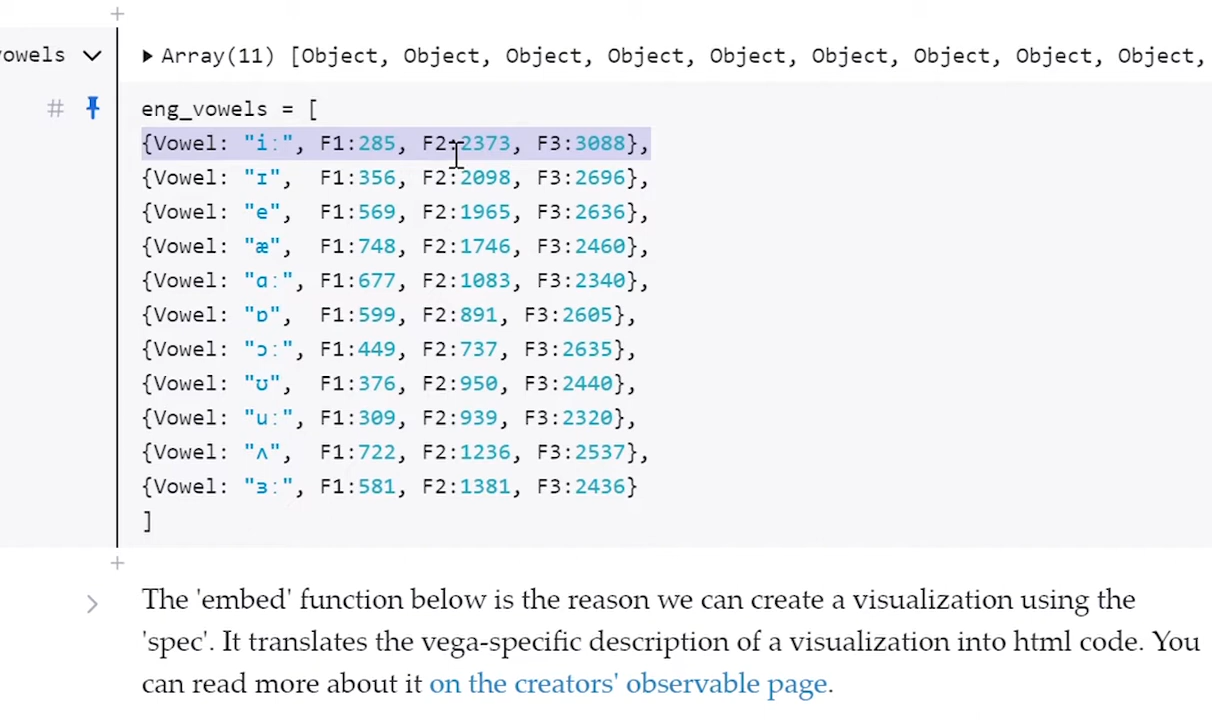 owels
Array(11) [Object, Object, Object, Object, Object, Object, Object, Object, Object,
#
eng_vowels = [
{Vowel: "iː", F1:285, F2:2373, F3:3088},
{Vowel: "ɪ", F1:356, F2:2098, F3:2696},
{Vowel: "e", F1:569, F2:1965, F3:2636},
{Vowel: "æ", F1:748, F2:1746, F3:2460},
{Vowel: "ɑː", F1:677, F2:1083, F3:2340},
{Vowel: "ɒ", F1:599, F2:891, F3:2605},
{Vowel: "ɔː", F1:449, F2:737, F3:2635},
{Vowel: "ʊ", F1:376, F2:950, F3:2440},
{Vowel: "uː", F1:309, F2:939, F3:2320},
{Vowel: "ʌ", F1:722, F2:1236, F3:2537},
{Vowel: "ɜː", F1:581, F2:1381, F3:2436}
]
The 'embed' function below is the reason we can create a visualization using the
'spec'. It translates the vega-specific description of a visualization into html code. You
can read more about it on the creators' observable page.